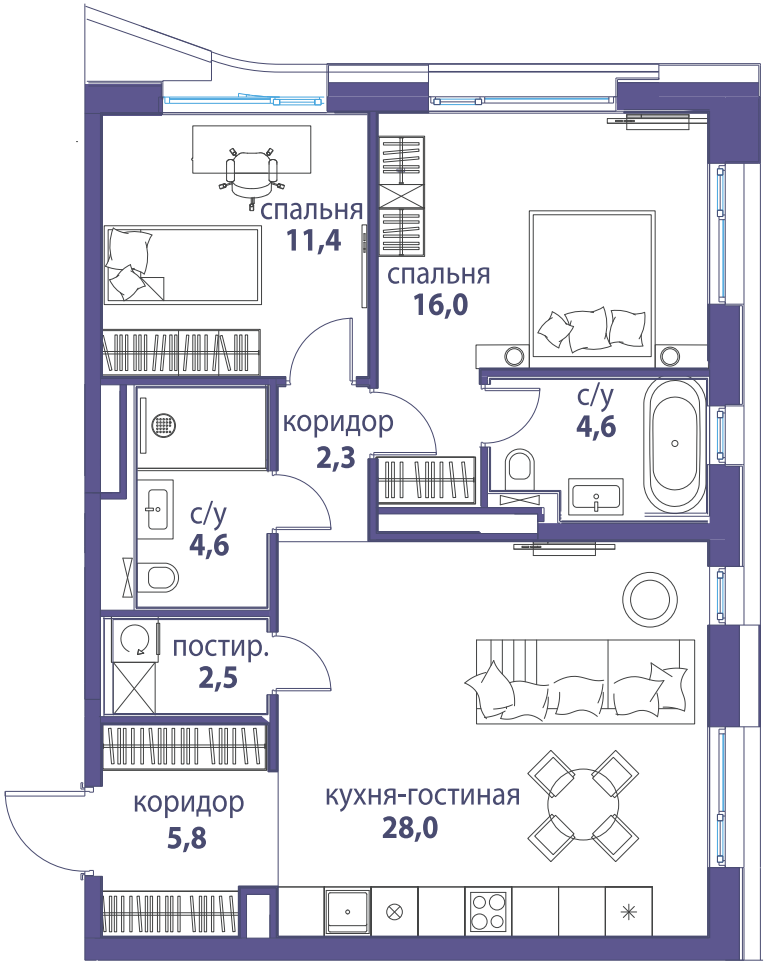 спальня
11,4
спальня
16,0
с/у
4,6
коридор
2,3
с/у
4,6
постир.
2,5
коридор
5,8
кухня-гостиная
28,0